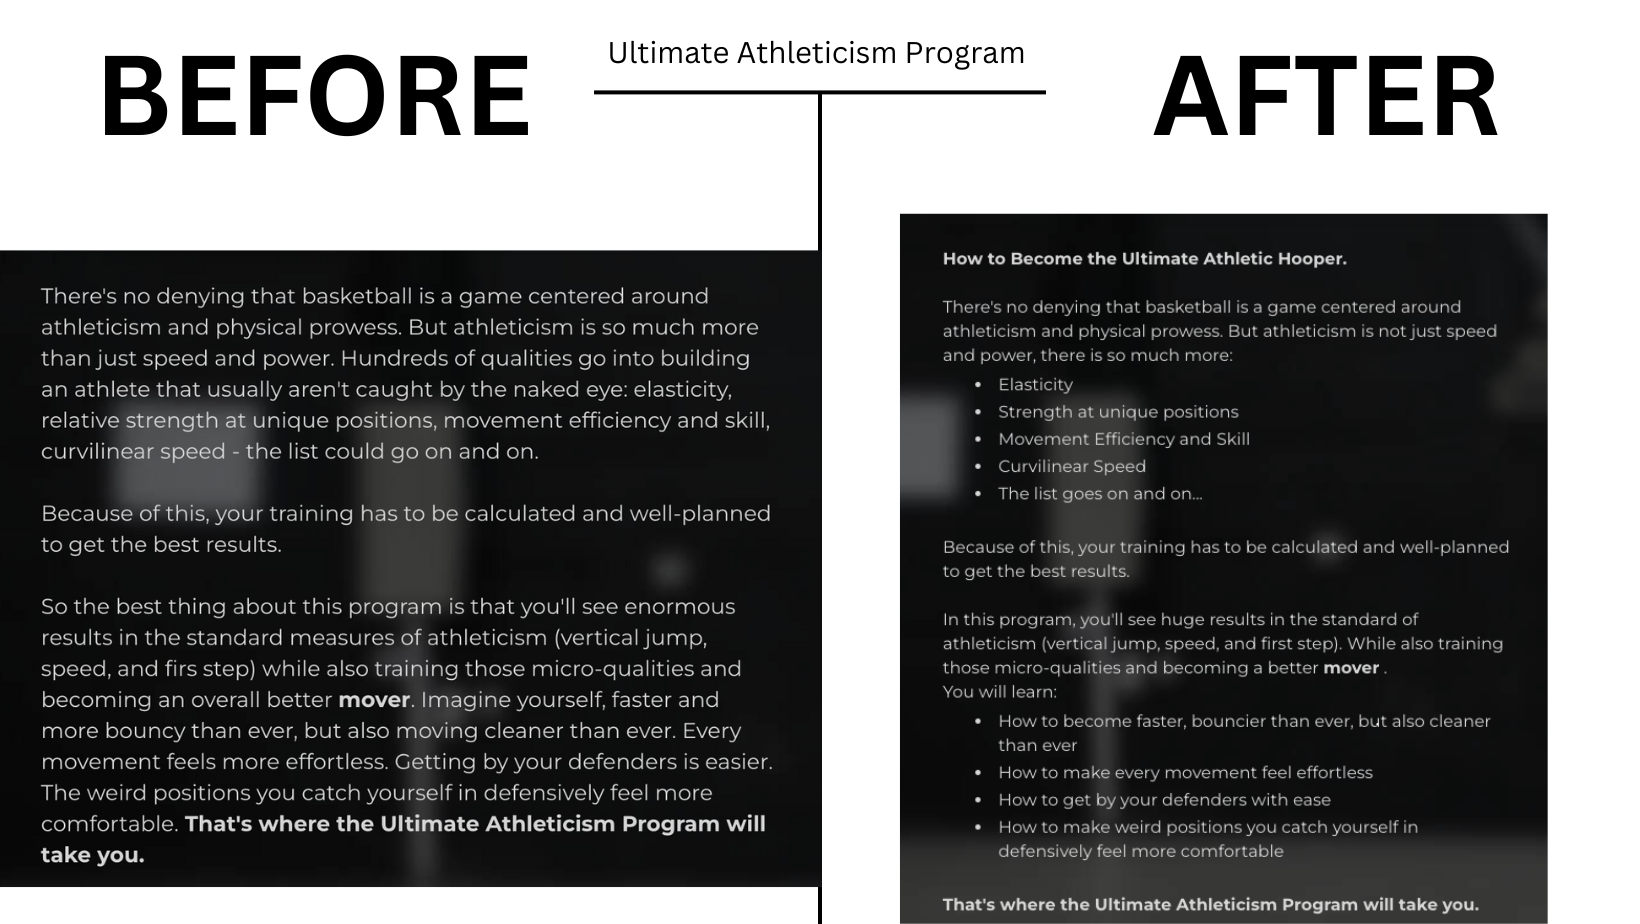 BEFORE
Ultimate Athleticism Program
AFTER
There's no denying that basketball is a game centered around
athleticism and physical prowess. But athleticism is so much more
than just speed and power. Hundreds of qualities go into building
an athlete that usually aren't caught by the naked eye: elasticity,
relative strength at unique positions, movement efficiency and skill,
curvilinear speed - the list could go on and on.
Because of this, your training has to be calculated and well-planned
to get the best results.
So the best thing about this program is that you'll see enormous
results in the standard measures of athleticism (vertical jump,
speed, and firs step) while also training those micro-qualities and
becoming an overall better mover. Imagine yourself, faster and
more bouncy than ever, but also moving cleaner than ever. Every
movement feels more effortless. Getting by your defenders is easier.
The weird positions you catch yourself in defensively feel more
comfortable. That's where the Ultimate Athleticism Program will
take you.
How to Become the Ultimate Athletic Hooper.
There's no denying that basketball is a game centered around
athleticism and physical prowess. But athleticism is not just speed
and power, there is so much more:
• Elasticity
• Strength at unique positions
• Movement Efficiency and Skill
• Curvilinear Speed
• The list goes on and on...
Because of this, your training has to be calculated and well-planned
to get the best results.
In this program, you'll see huge results in the standard of
athleticism (vertical jump, speed, and first step). While also training
those micro-qualities and becoming a better mover .
You will learn:
• How to become faster, bouncier than ever, but also cleaner
than ever
• How to make every movement feel effortless
• How to get by your defenders with ease
• How to make weird positions you catch yourself in
defensively feel more comfortable
That's where the Ultimate Athleticism Program will take you.